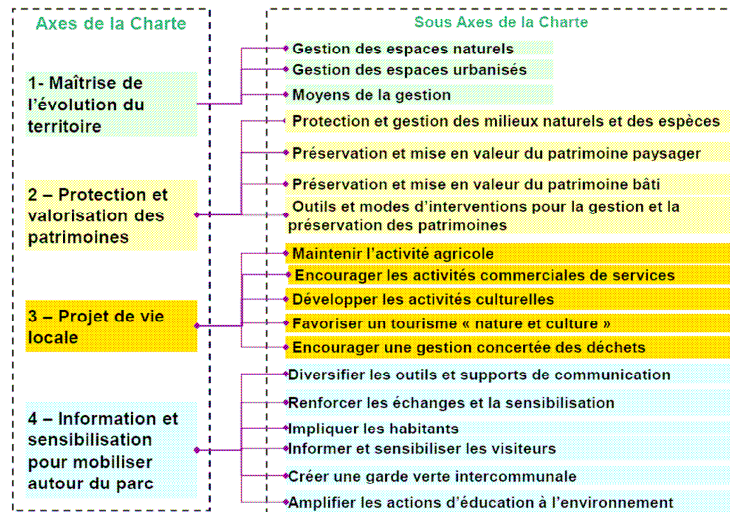 Axes de la Charte
Sous Axes de la Charte
1- Maîtrise de
l'évolution du
territoire
Gestion des espaces naturels
Gestion des espaces urbanisés
Moyens de la gestion
2 – Protection et
valorisation des
patrimoines
Protection et gestion des milieux naturels et des espèces
Préservation et mise en valeur du patrimoine paysager
Préservation et mise en valeur du patrimoine bâti
Outils et modes d'interventions pour la gestion et la
préservation des patrimoines
3 – Projet de vie
locale
Maintenir l'activité agricole
Encourager les activités commerciales de services
Développer les activités culturelles
Favoriser un tourisme « nature et culture »
Encourager une gestion concertée des déchets
4 – Information et
sensibilisation
pour mobiliser
autour du parc
Diversifier les outils et supports de communication
Renforcer les échanges et la sensibilisation
Impliquer les habitants
Informer et sensibiliser les visiteurs
Créer une garde verte intercommunale
Amplifier les actions d'éducation à l'environnement